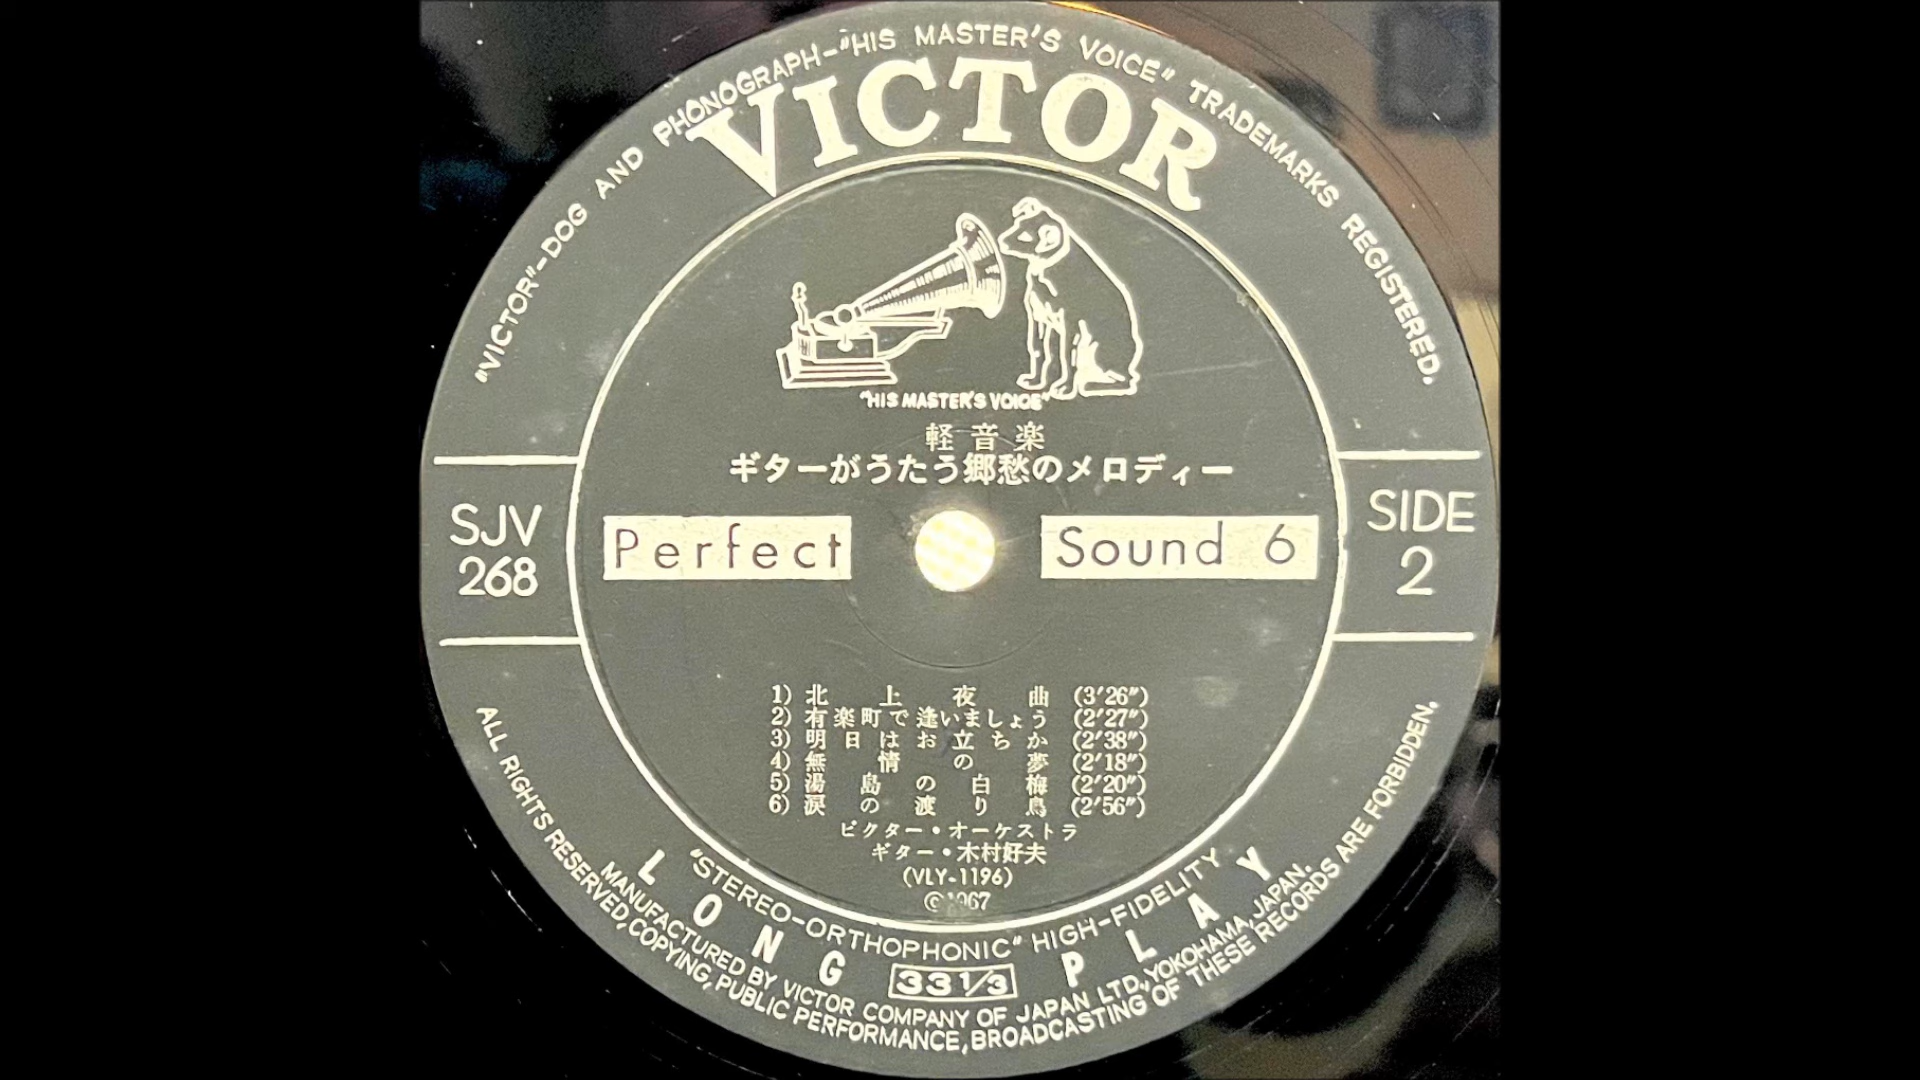 "VICTOR"-DOG AND PHONOGRAPH-"HIS MASTER'S VOICE" TRADEMARKS REGISTERED.
VICTOR
"HIS MASTER'S VOICE"
軽音楽
ギターがうたう郷愁のメロディー
SJV
268
Perfect Sound 6
SIDE
2
1) 北上夜曲 (3'26")
2) 有楽町で逢いましょう (2'27")
3) 明日はお立ちか (2'38")
4) 無情の夢 (2'18")
5) 湯島の白梅 (2'20")
6) 涙の渡り鳥 (2'56")
ビクター・オーケストラ
ギター・木村好夫
(VLY-1196)
©1967
"STEREO-ORTHOPHONIC" HIGH-FIDELITY
LONG 33 1/3 PLAY
MANUFACTURED BY VICTOR COMPANY OF JAPAN LTD., YOKOHAMA, JAPAN.
ALL RIGHTS RESERVED, COPYING, PUBLIC PERFORMANCE, BROADCASTING OF THESE RECORDS ARE FORBIDDEN.